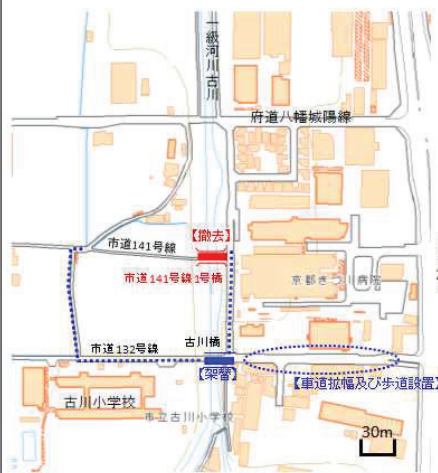 一級河川古川
府道八幡城陽線
【撤去】
市道141号線
市道141号線1号橋
京都きづ川病院
古川橋
市道132号線
【架替】
【車道拡幅及び歩道設置】
古川小学校
市立古川小学校
30m